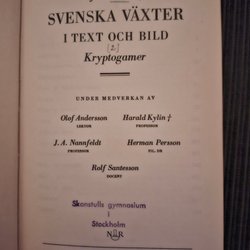 SVENSKA VÄXTER
I TEXT OCH BILD
[2]
Kryptogamer
UNDER MEDVERKAN AV
Olof Andersson
LEKTOR
Harald Kylin †
PROFESSOR
J. A. Nannfeldt
PROFESSOR
Herman Persson
FIL. DR
Rolf Santesson
DOCENT
Skanstulls gymnasium
i
Stockholm